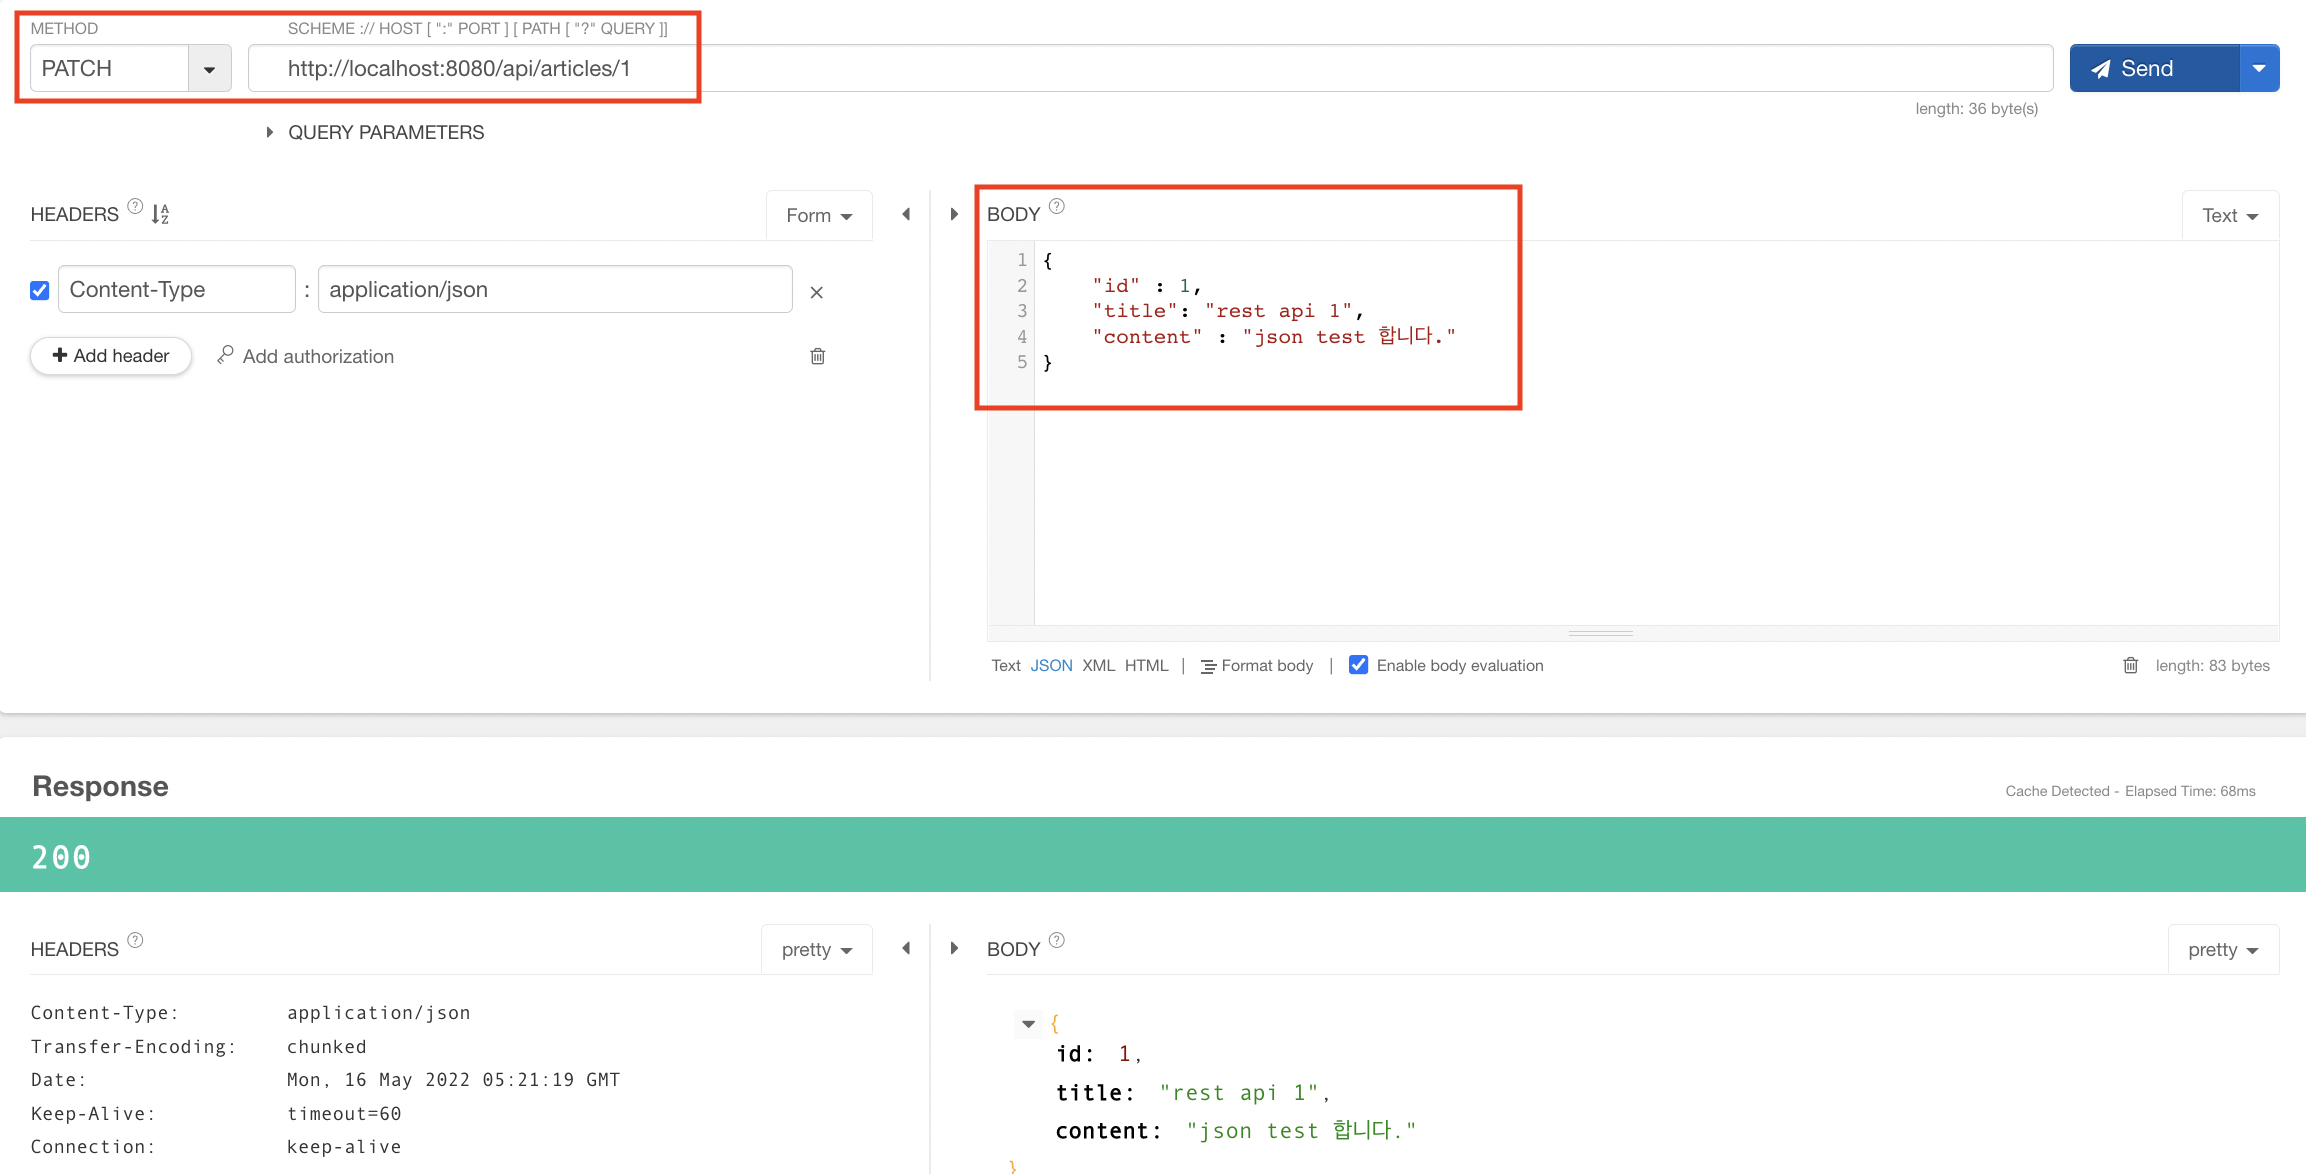 METHOD
SCHEME :// HOST [ ":" PORT ] [ PATH [ "?" QUERY ]]
PATCH
http://localhost:8080/api/articles/1
Send
length: 36 byte(s)
QUERY PARAMETERS
HEADERS ? AZ
Form
BODY ?
Text
Content-Type : application/json
+ Add header
Add authorization
1 {
2 "id" : 1,
3 "title": "rest api 1",
4 "content" : "json test 합니다."
5 }
Text JSON XML HTML | Format body | Enable body evaluation
length: 83 bytes
Response
Cache Detected - Elapsed Time: 68ms
200
HEADERS ?
pretty
BODY ?
pretty
Content-Type: application/json
Transfer-Encoding: chunked
Date: Mon, 16 May 2022 05:21:19 GMT
Keep-Alive: timeout=60
Connection: keep-alive
{
id: 1,
title: "rest api 1",
content: "json test 합니다."
}